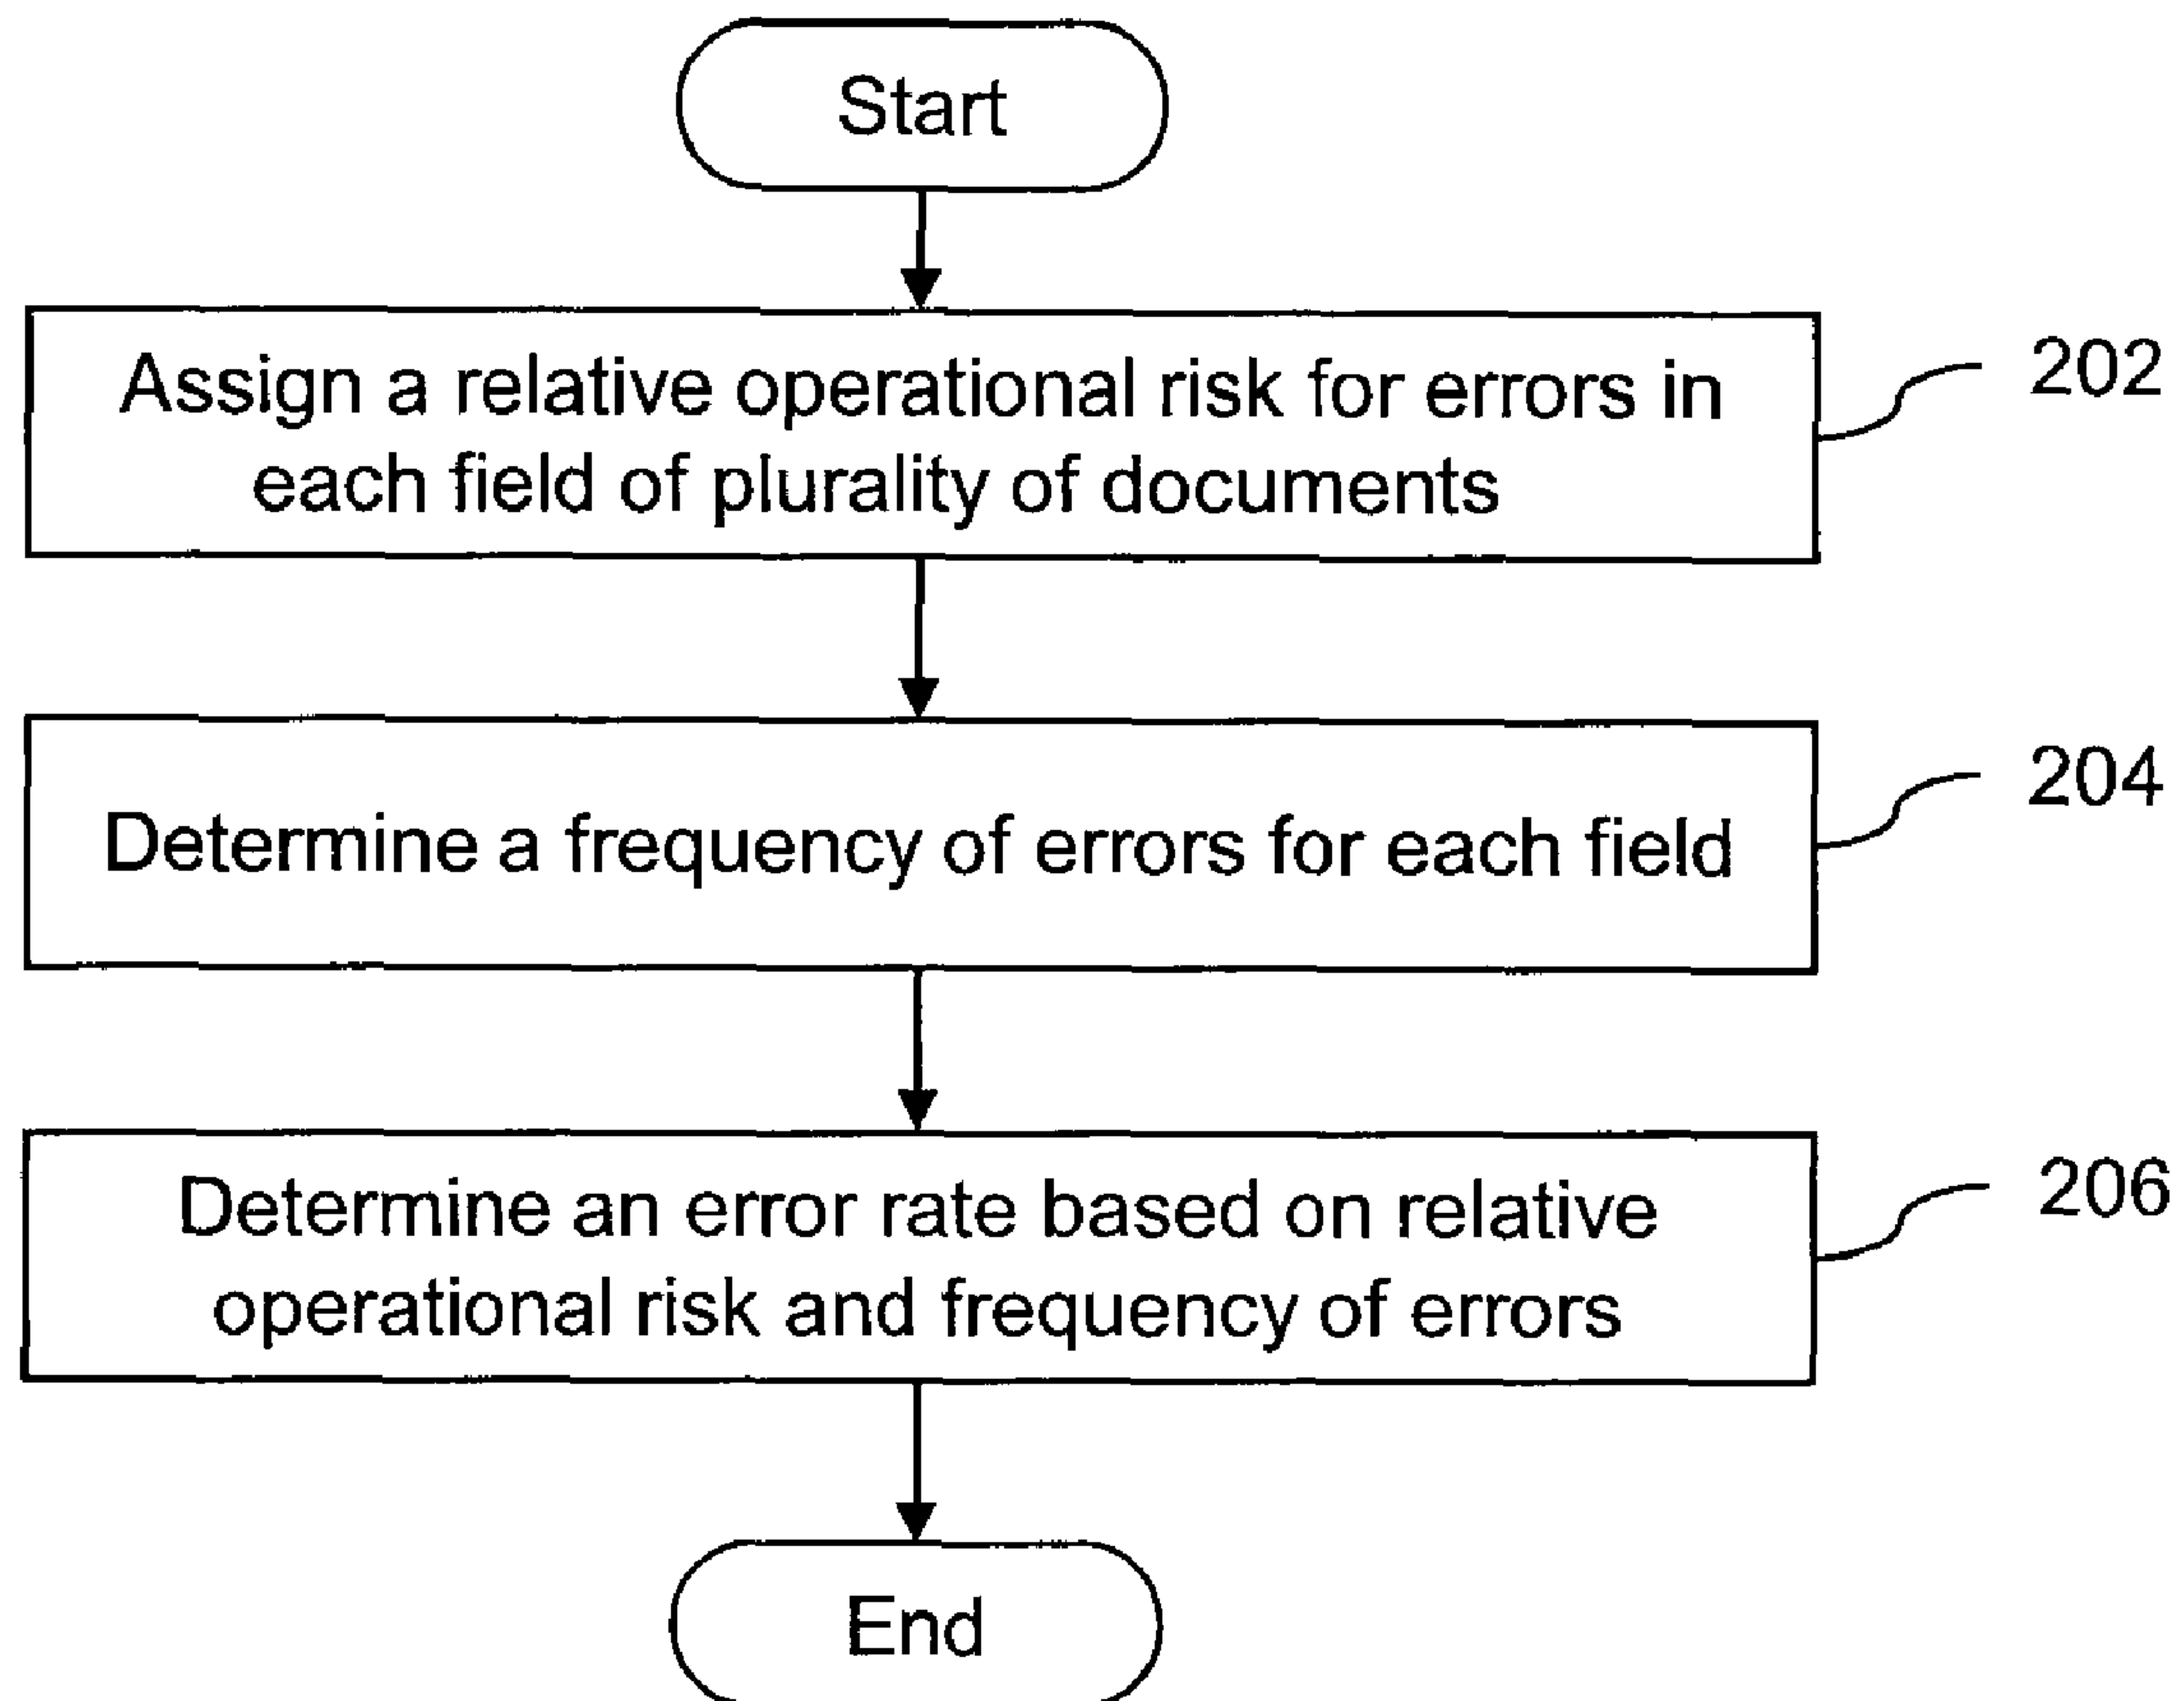 Start
Assign a relative operational risk for errors in
each field of plurality of documents
202
Determine a frequency of errors for each field
204
Determine an error rate based on relative
operational risk and frequency of errors
206
End